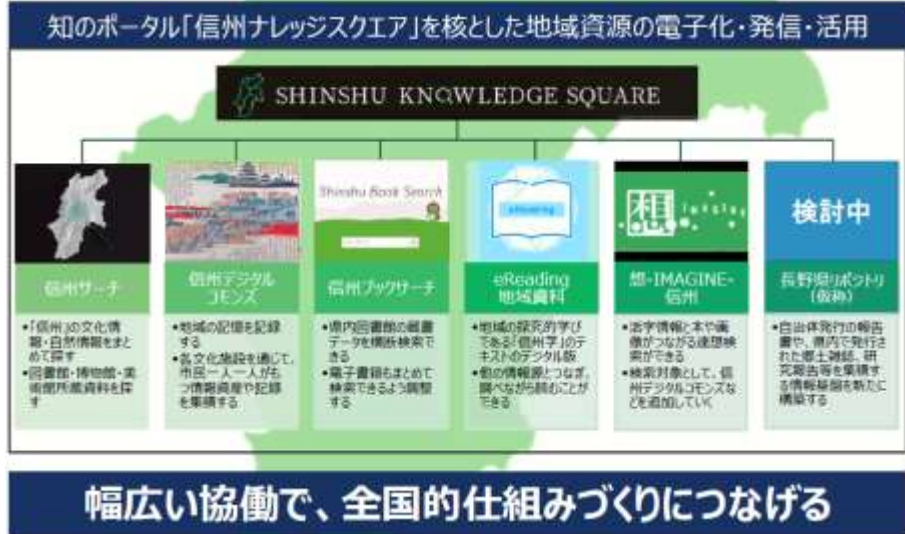 知のポータル「信州ナレッジスクエア」を核とした地域資源の電子化・発信・活用
SHINSHU KNOWLEDGE SQUARE
信州サーチ
•「信州」の文化情
報・自然情報をまと
めて探す
•図書館・博物館・美
術館所蔵資料を探
す
信州デジタル
コモンズ
•地域の記憶を記録
する
•各文化施設を通じて、
市民一人一人がも
つ情報資産や記録
を集積する
Shinshu Book Search
信州ブックサーチ
•県内図書館の蔵書
データを横断検索で
きる
•電子書籍もまとめて
検索できるよう調整
する
eReading
eReading
地域資料
•地域の探究的学び
である「信州学」のテ
キストのデジタル版
•他の情報源とつなぎ、
調べながら読むことが
できる
想
imagine
想-IMAGINE-
信州
•活字情報と本や画
像がつながる連想検
索ができる
•検索対象として、信
州デジタルコモンズな
どを追加していく
検討中
長野県リポジトリ
(仮称)
•自治体発行の報告
書や、県内で発行さ
れた郷土雑誌、研
究報告等を集積す
る情報基盤を新たに
構築する
幅広い協働で、全国的仕組みづくりにつなげる